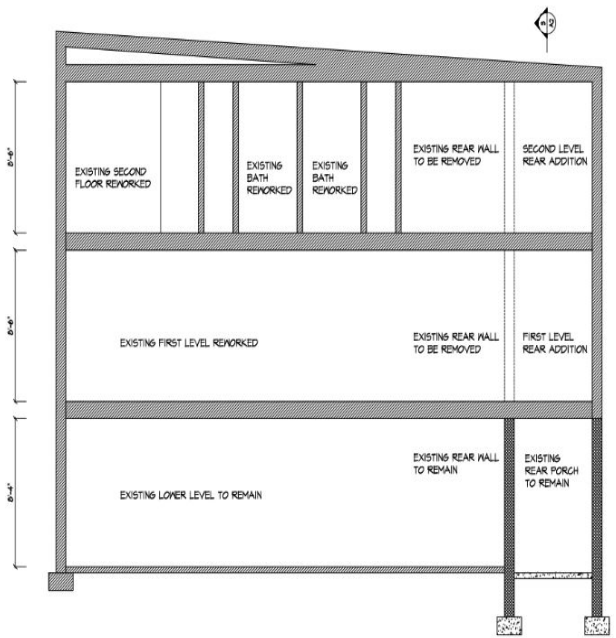 3
A2
8'-6"
EXISTING SECOND
FLOOR REWORKED
EXISTING
BATH
REWORKED
EXISTING
BATH
REWORKED
EXISTING REAR WALL
TO BE REMOVED
SECOND LEVEL
REAR ADDITION
8'-6"
EXISTING FIRST LEVEL REWORKED
EXISTING REAR WALL
TO BE REMOVED
FIRST LEVEL
REAR ADDITION
8'-4"
EXISTING LOWER LEVEL TO REMAIN
EXISTING REAR WALL
TO REMAIN
EXISTING
REAR PORCH
TO REMAIN